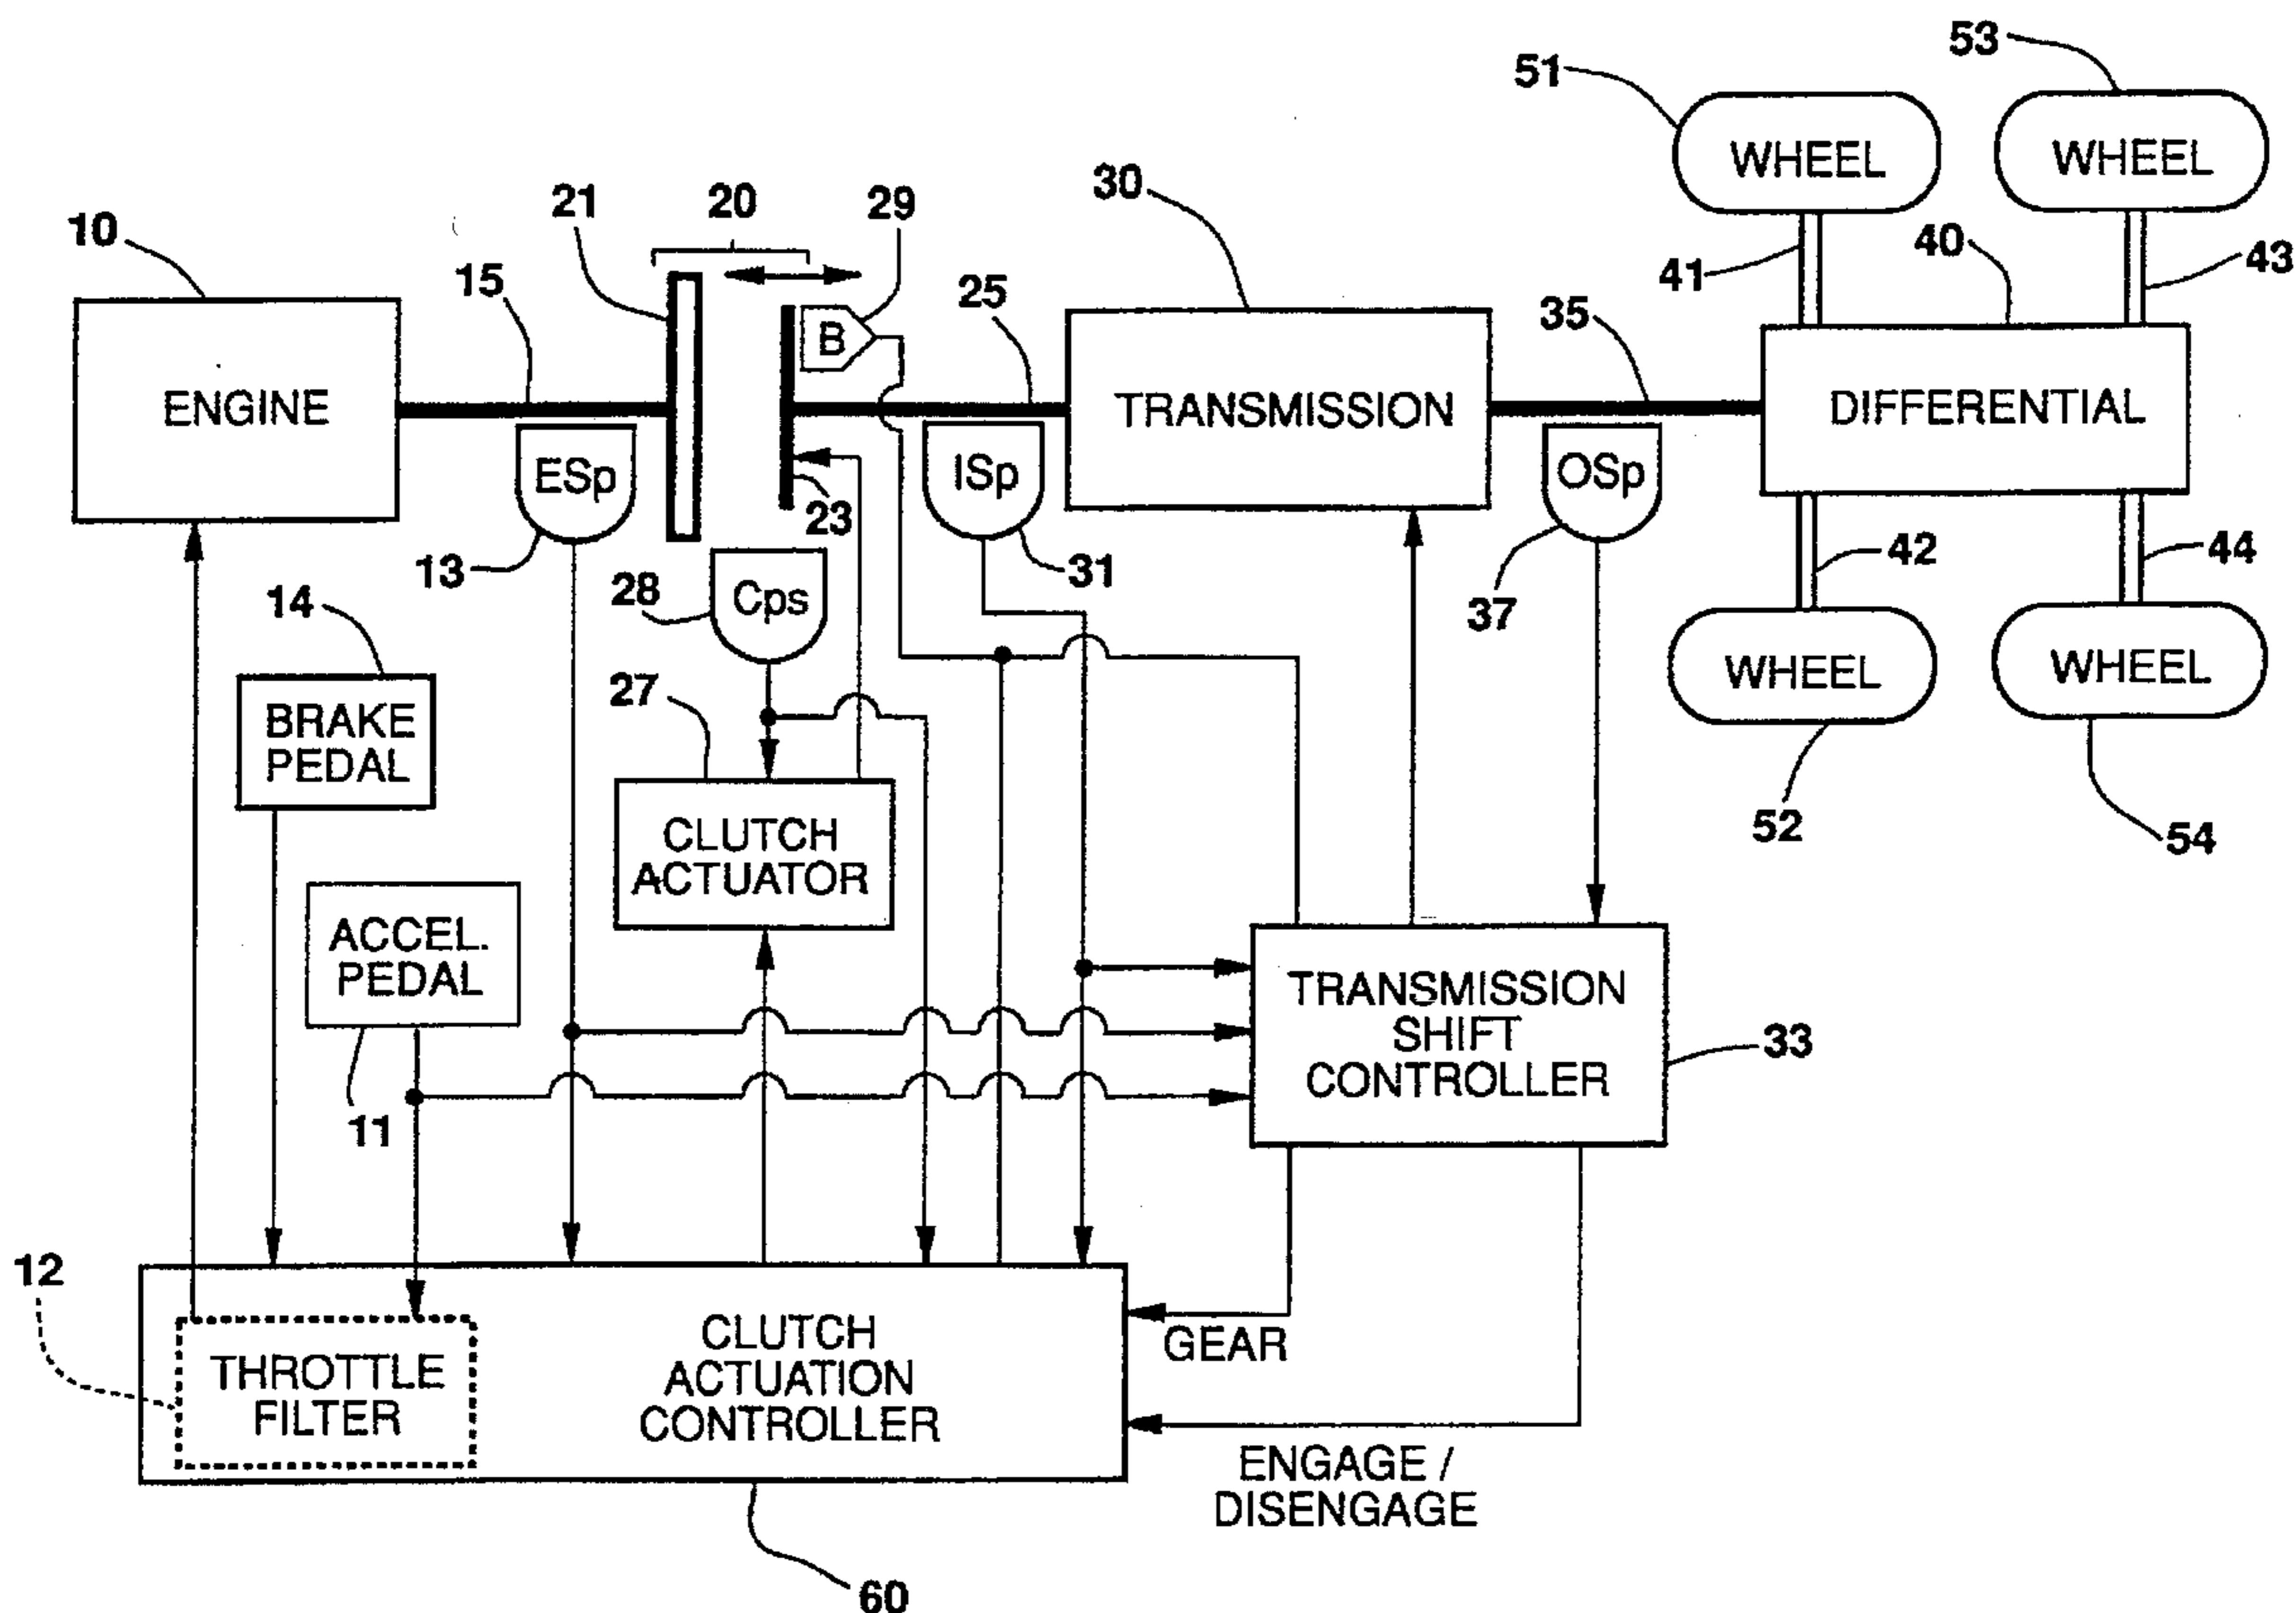 53
51
WHEEL
WHEEL
30
21
20
29
10
40
41
43
15
25
35
B
ENGINE
TRANSMISSION
DIFFERENTIAL
ESp
ISp
OSp
23
13
31
42
44
28
Cps
37
14
WHEEL
WHEEL
27
BRAKE
PEDAL
52
54
CLUTCH
ACTUATOR
ACCEL.
PEDAL
TRANSMISSION
SHIFT
CONTROLLER
33
11
12
GEAR
CLUTCH
ACTUATION
CONTROLLER
THROTTLE
FILTER
ENGAGE /
DISENGAGE
60